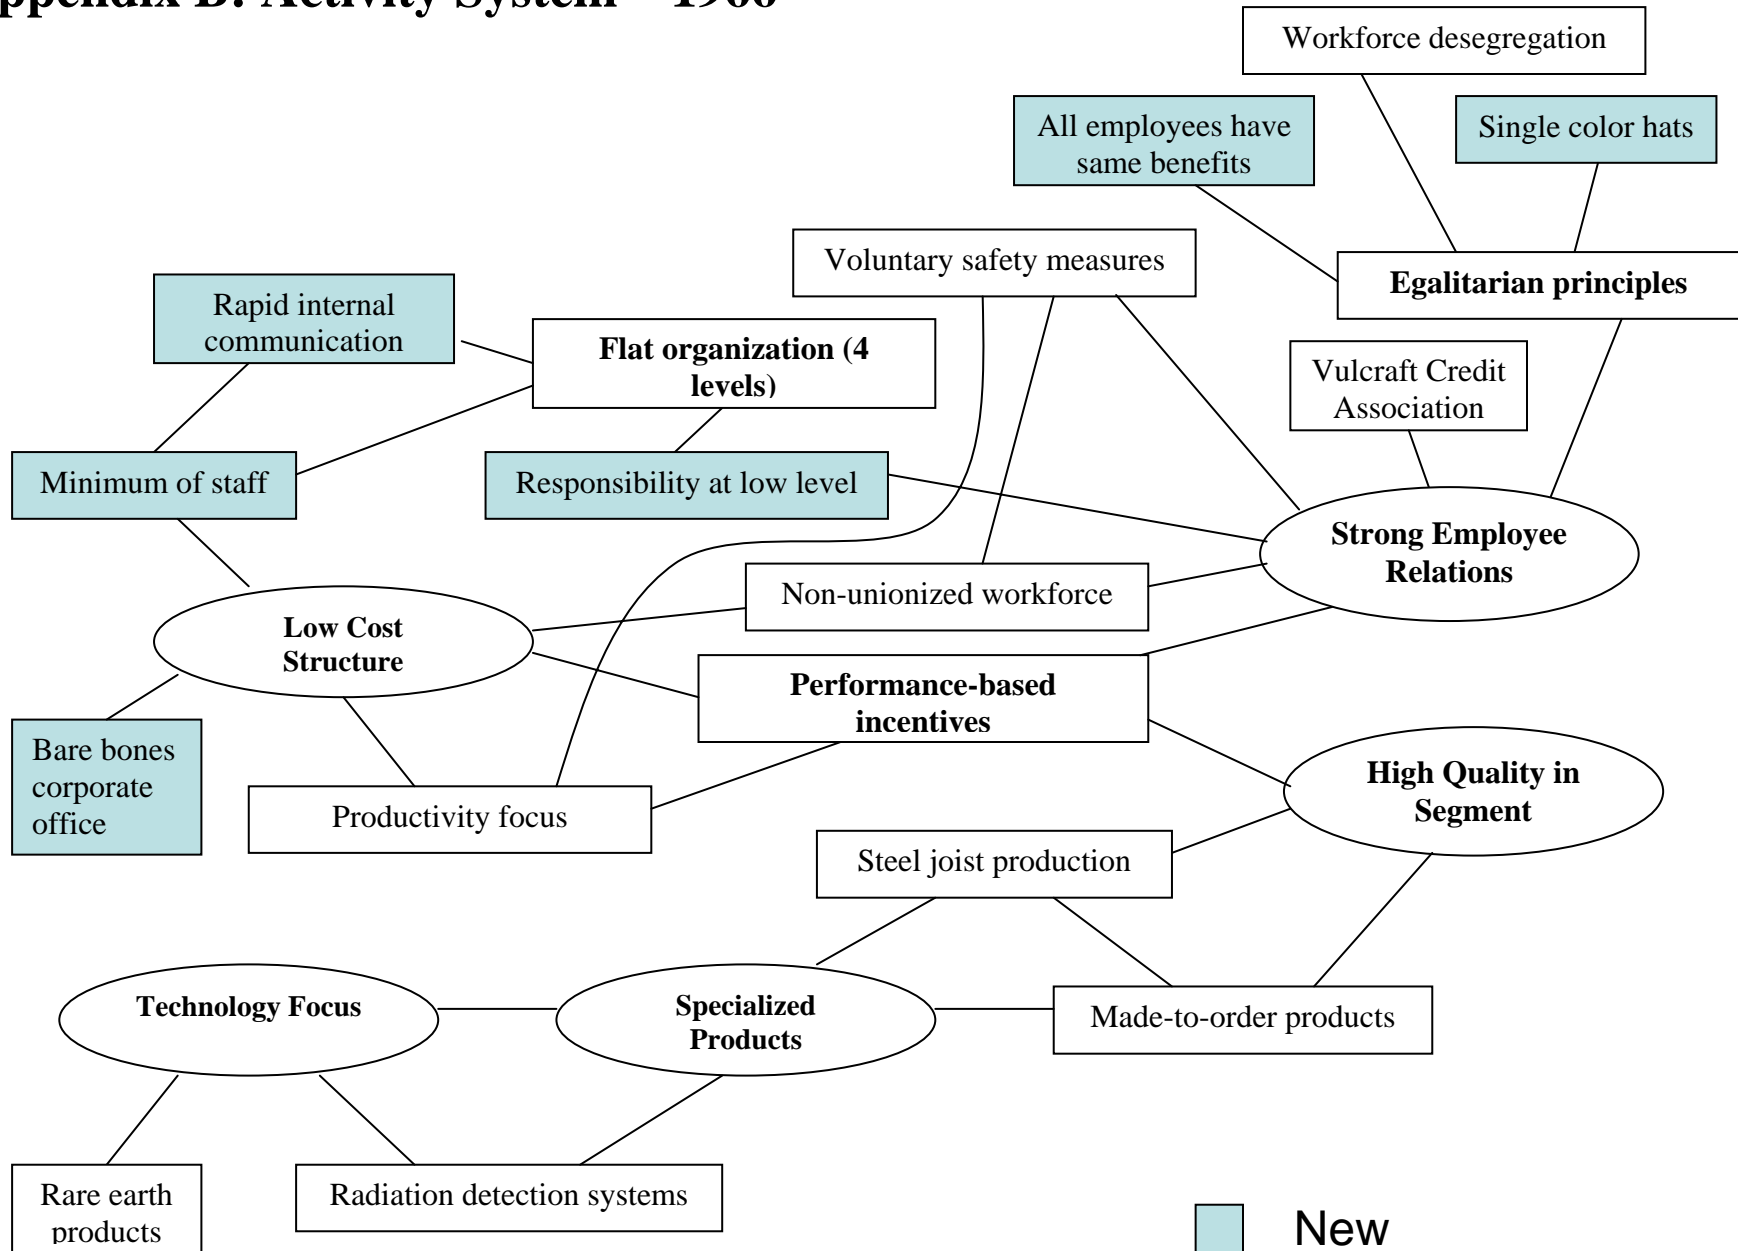 Activity System
Workforce desegregation
All employees have
same benefits
Single color hats
Voluntary safety measures
Egalitarian principles
Rapid internal
communication
Flat organization (4
levels)
Vulcraft Credit
Association
Minimum of staff
Responsibility at low level
Strong Employee
Relations
Non-unionized workforce
Low Cost
Structure
Performance-based
incentives
Bare bones
corporate
office
High Quality in
Segment
Productivity focus
Steel joist production
Technology Focus
Specialized
Products
Made-to-order products
Rare earth
products
Radiation detection systems
New